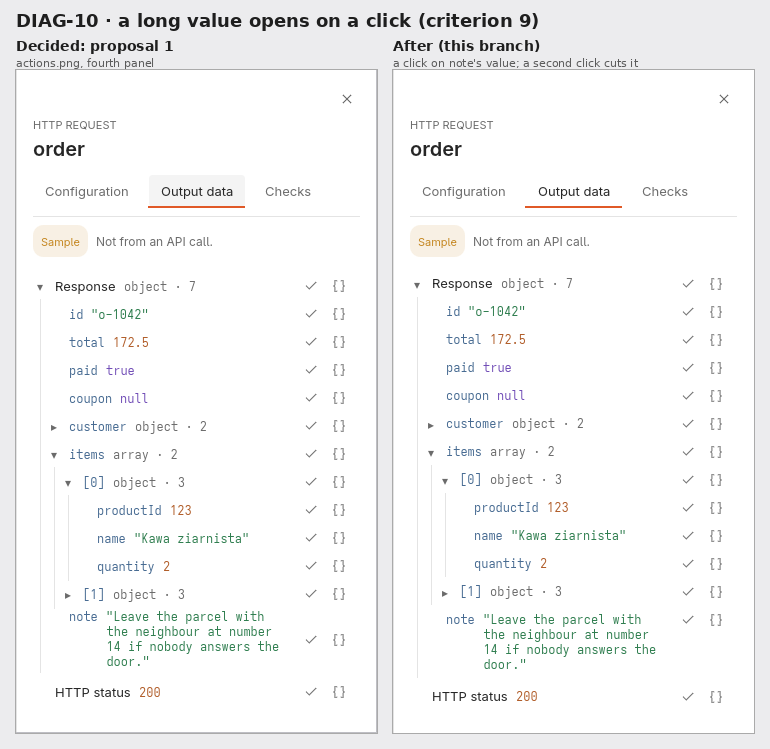 DIAG-10 · a long value opens on a click (criterion 9)
Decided: proposal 1
actions.png, fourth panel
HTTP REQUEST
order
Configuration Output data Checks
Sample Not from an API call.
Response object · 7 {}
id "o-1042" {}
total 172.5 {}
paid true {}
coupon null {}
customer object · 2 {}
items array · 2 {}
[0] object · 3 {}
productId 123 {}
name "Kawa ziarnista" {}
quantity 2 {}
[1] object · 3 {}
note "Leave the parcel with
the neighbour at number
14 if nobody answers the {}
door."
HTTP status 200 {}
After (this branch)
a click on note's value; a second click cuts it
HTTP REQUEST
order
Configuration Output data Checks
Sample Not from an API call.
Response object · 7 {}
id "o-1042" {}
total 172.5 {}
paid true {}
coupon null {}
customer object · 2 {}
items array · 2 {}
[0] object · 3 {}
productId 123 {}
name "Kawa ziarnista" {}
quantity 2 {}
[1] object · 3 {}
note "Leave the parcel with {}
the neighbour at number
14 if nobody answers the
door."
HTTP status 200 {}